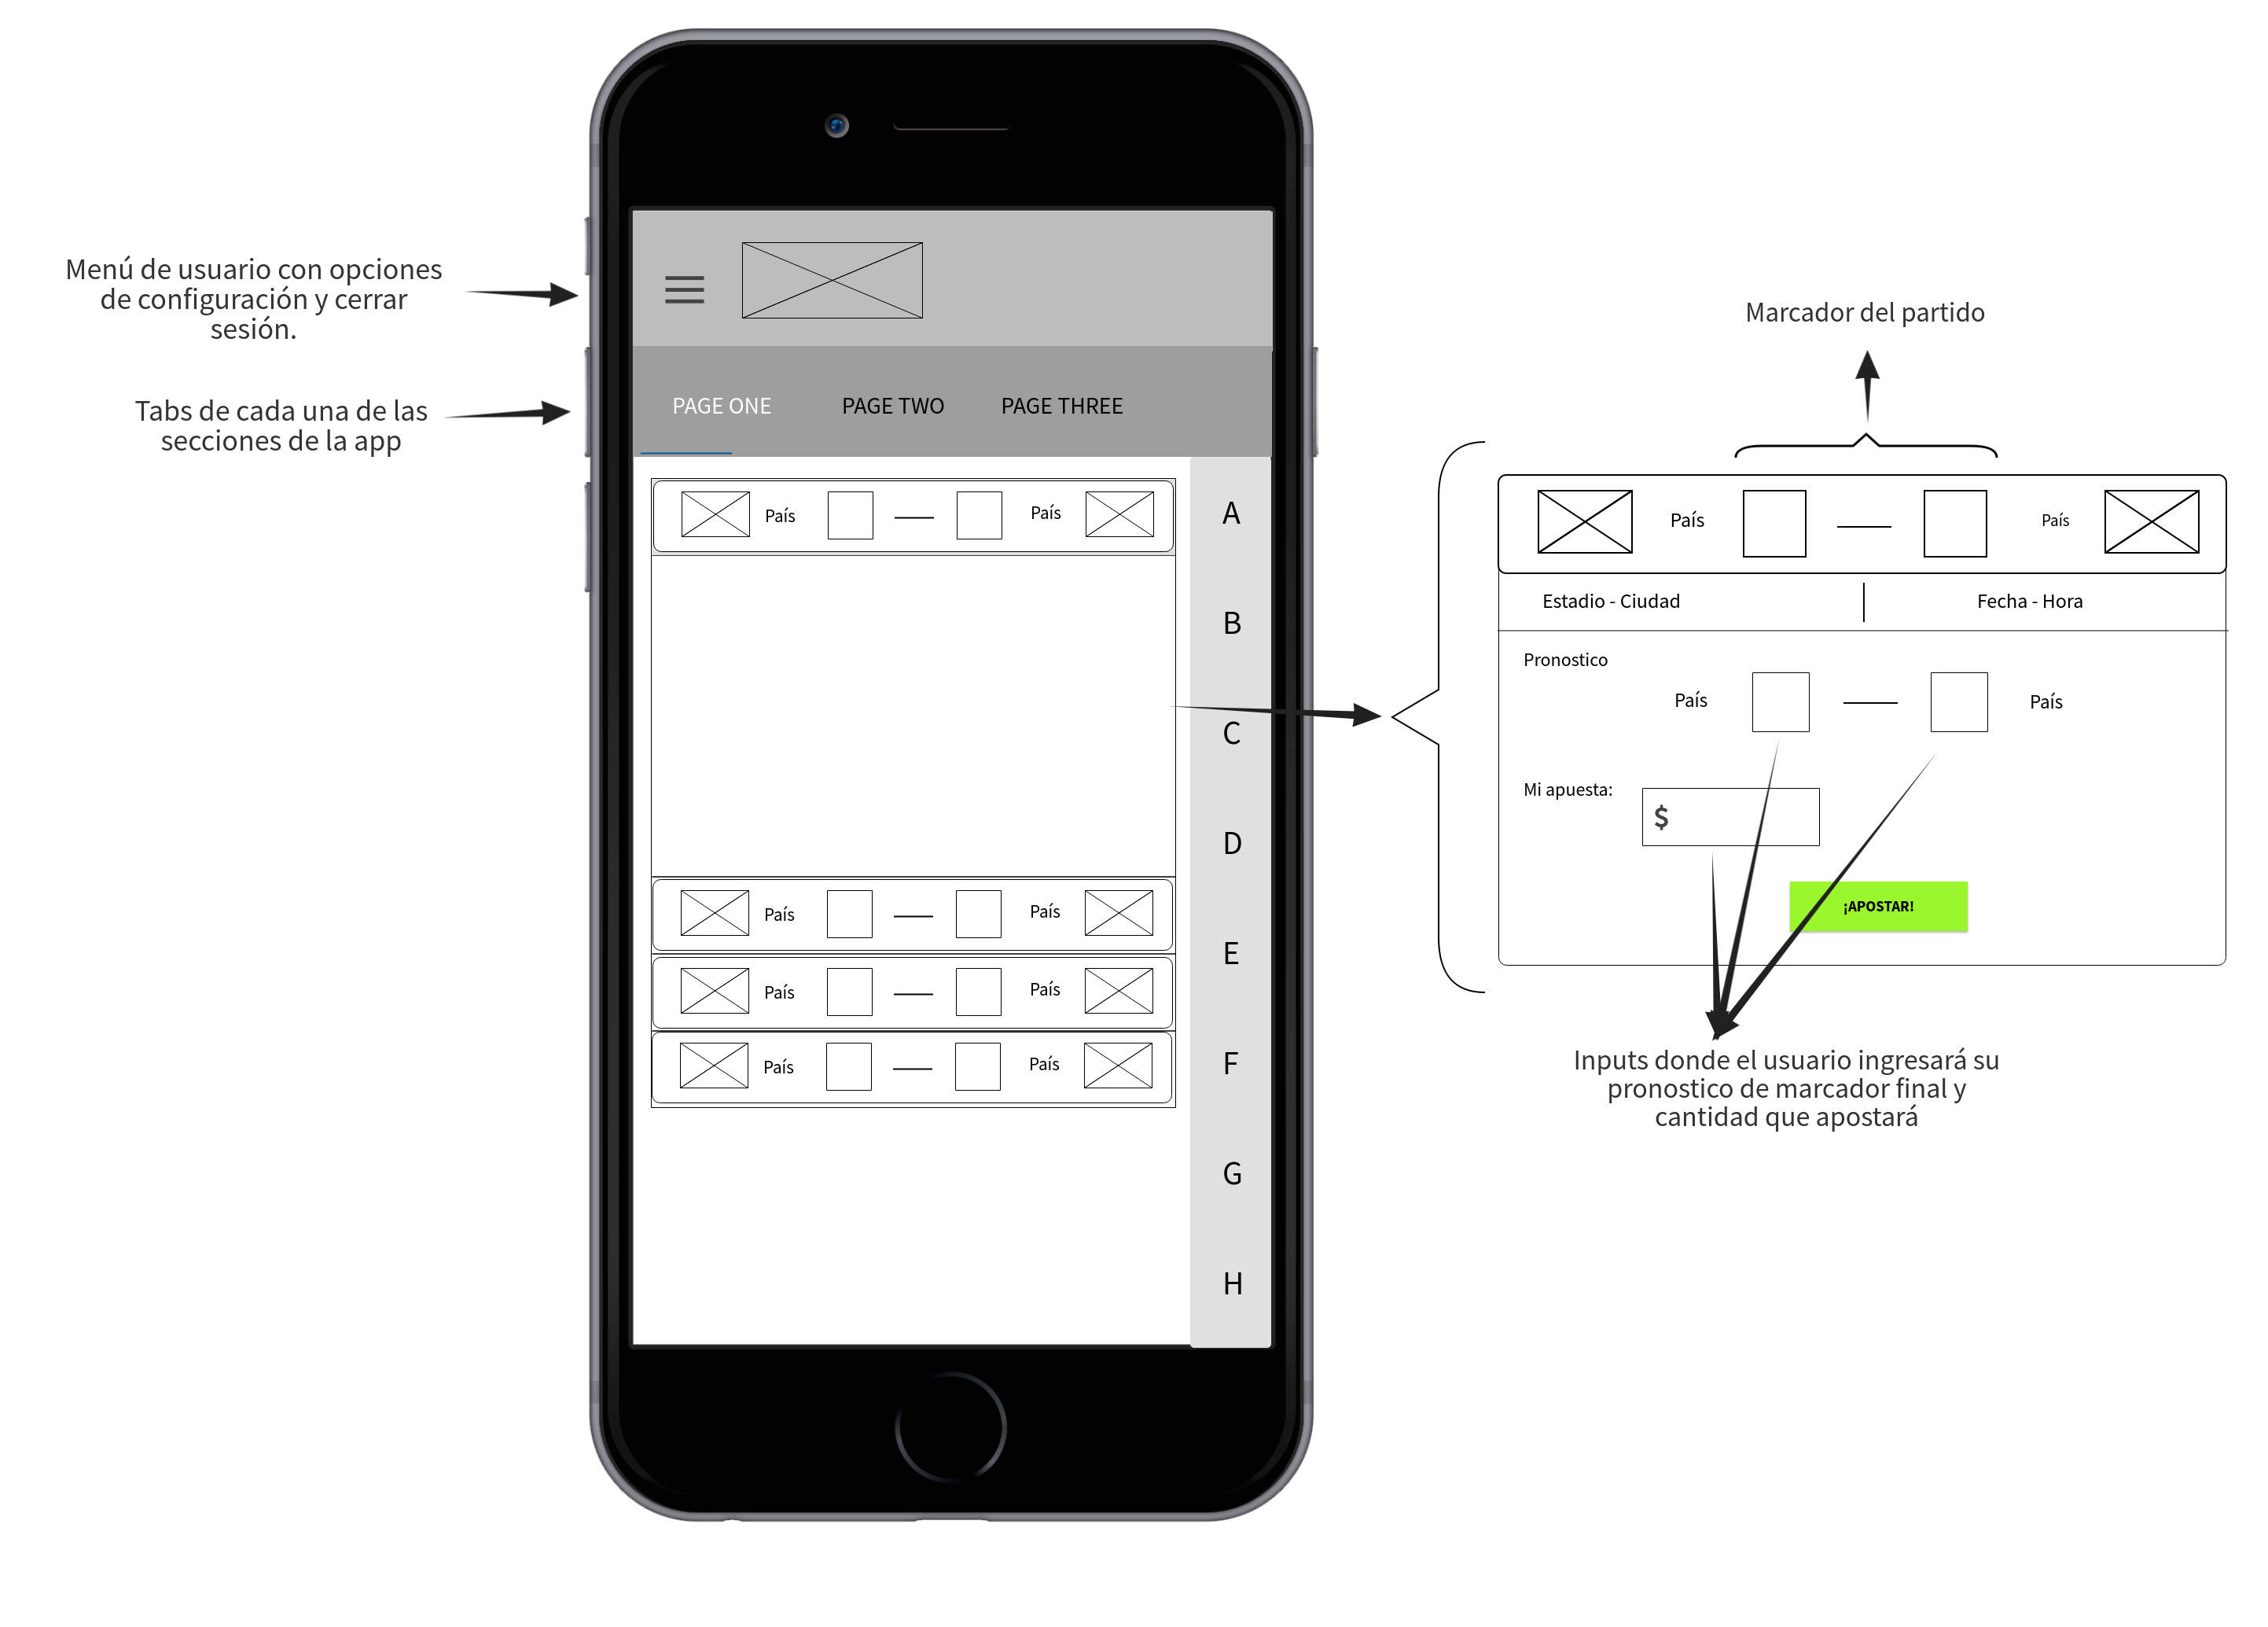 Menú de usuario con opciones
de configuración y cerrar
sesión.
Tabs de cada una de las
secciones de la app
PAGE ONE PAGE TWO PAGE THREE
País País
País País
País País
País País
A
B
C
D
E
F
G
H
Marcador del partido
País País
Estadio - Ciudad Fecha - Hora
Pronostico
País País
Mi apuesta:
$
¡APOSTAR!
Inputs donde el usuario ingresará su
pronostico de marcador final y
cantidad que apostará